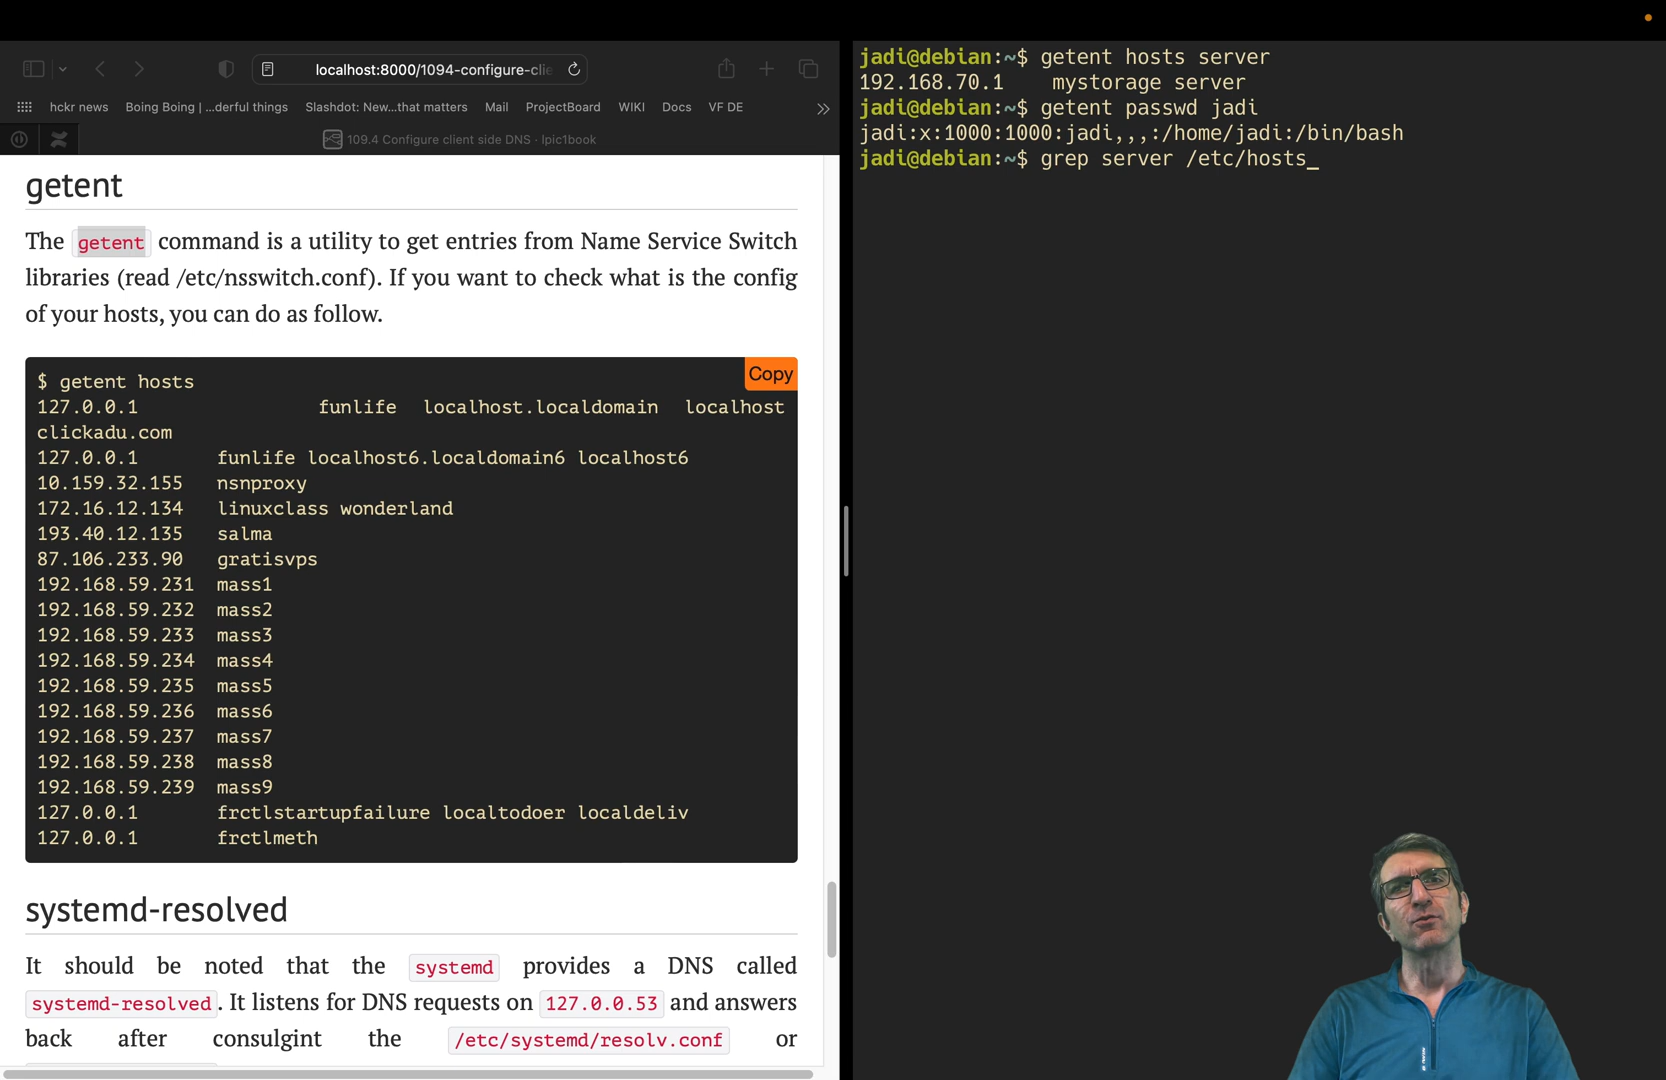 localhost:8000/1094-configure-clie
hckr news Boing Boing | ...derful things Slashdot: New...that matters Mail ProjectBoard WIKI Docs VF DE
109.4 Configure client side DNS - lpic1book
getent
The getent command is a utility to get entries from Name Service Switch
libraries (read /etc/nsswitch.conf). If you want to check what is the config
of your hosts, you can do as follow.
Copy
$ getent hosts
127.0.0.1 funlife localhost.localdomain localhost
clickadu.com
127.0.0.1 funlife localhost6.localdomain6 localhost6
10.159.32.155 nsnproxy
172.16.12.134 linuxclass wonderland
193.40.12.135 salma
87.106.233.90 gratisvps
192.168.59.231 mass1
192.168.59.232 mass2
192.168.59.233 mass3
192.168.59.234 mass4
192.168.59.235 mass5
192.168.59.236 mass6
192.168.59.237 mass7
192.168.59.238 mass8
192.168.59.239 mass9
127.0.0.1 frctlstartupfailure localtodoer localdeliv
127.0.0.1 frctlmeth
systemd-resolved
It should be noted that the systemd provides a DNS called
systemd-resolved. It listens for DNS requests on 127.0.0.53 and answers
back after consulgint the /etc/systemd/resolv.conf or
jadi@debian:~$ getent hosts server
192.168.70.1 mystorage server
jadi@debian:~$ getent passwd jadi
jadi:x:1000:1000:jadi,,,:/home/jadi:/bin/bash
jadi@debian:~$ grep server /etc/hosts_